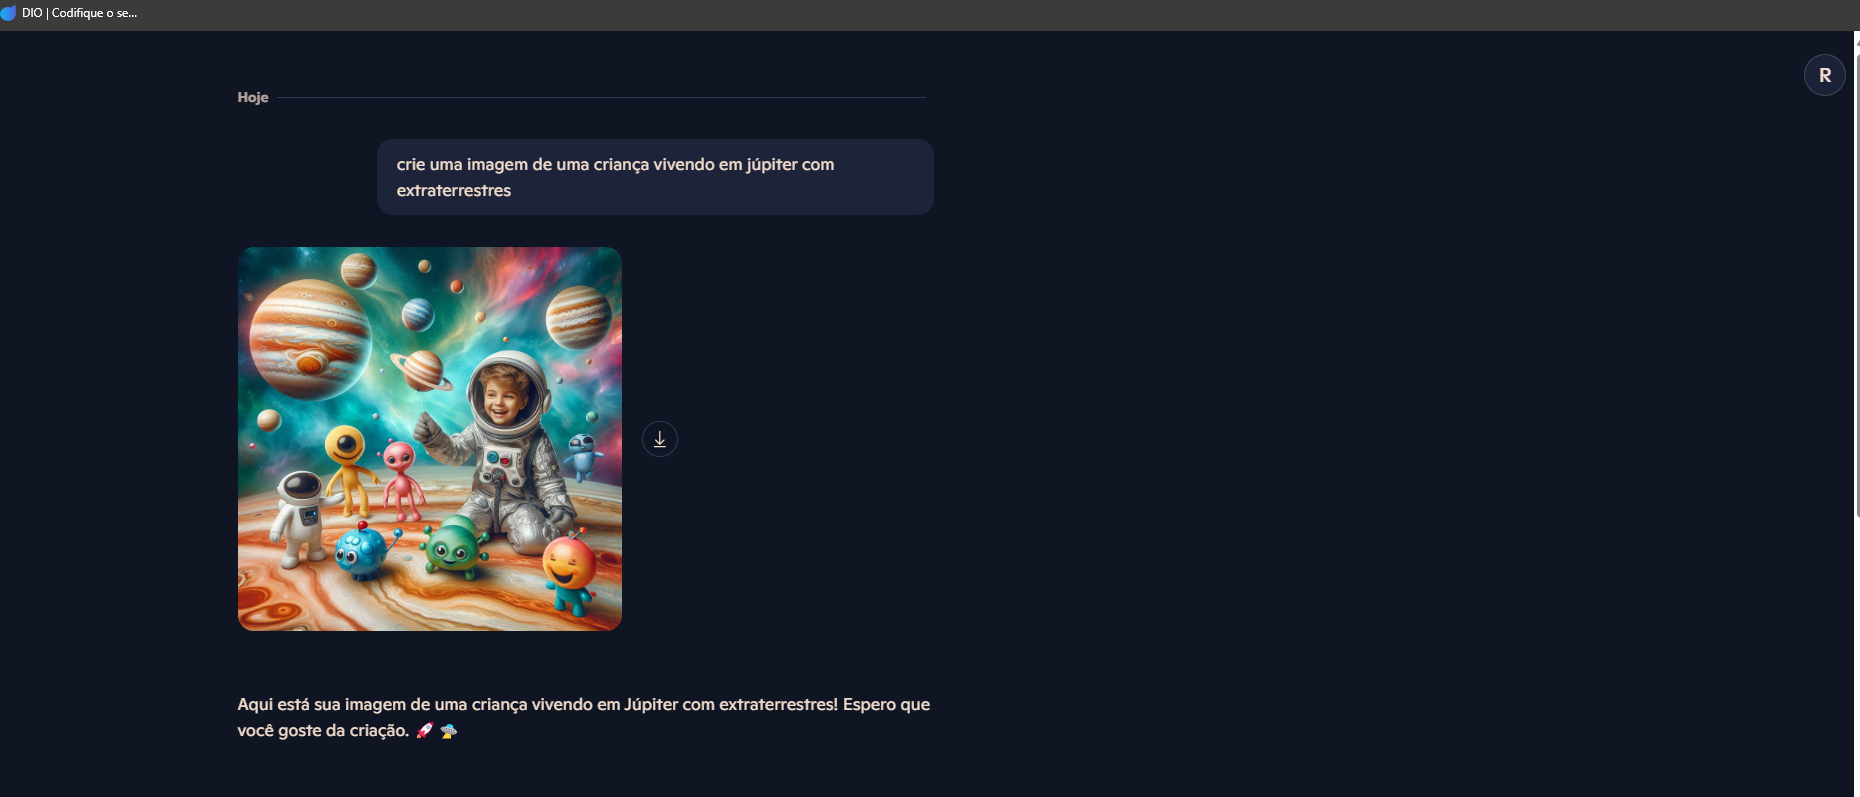 DIO | Codifique o se...
R
Hoje
crie uma imagem de uma criança vivendo em júpiter com
extraterrestres
Aqui está sua imagem de uma criança vivendo em Júpiter com extraterrestres! Espero que
você goste da criação. 🚀 🛸